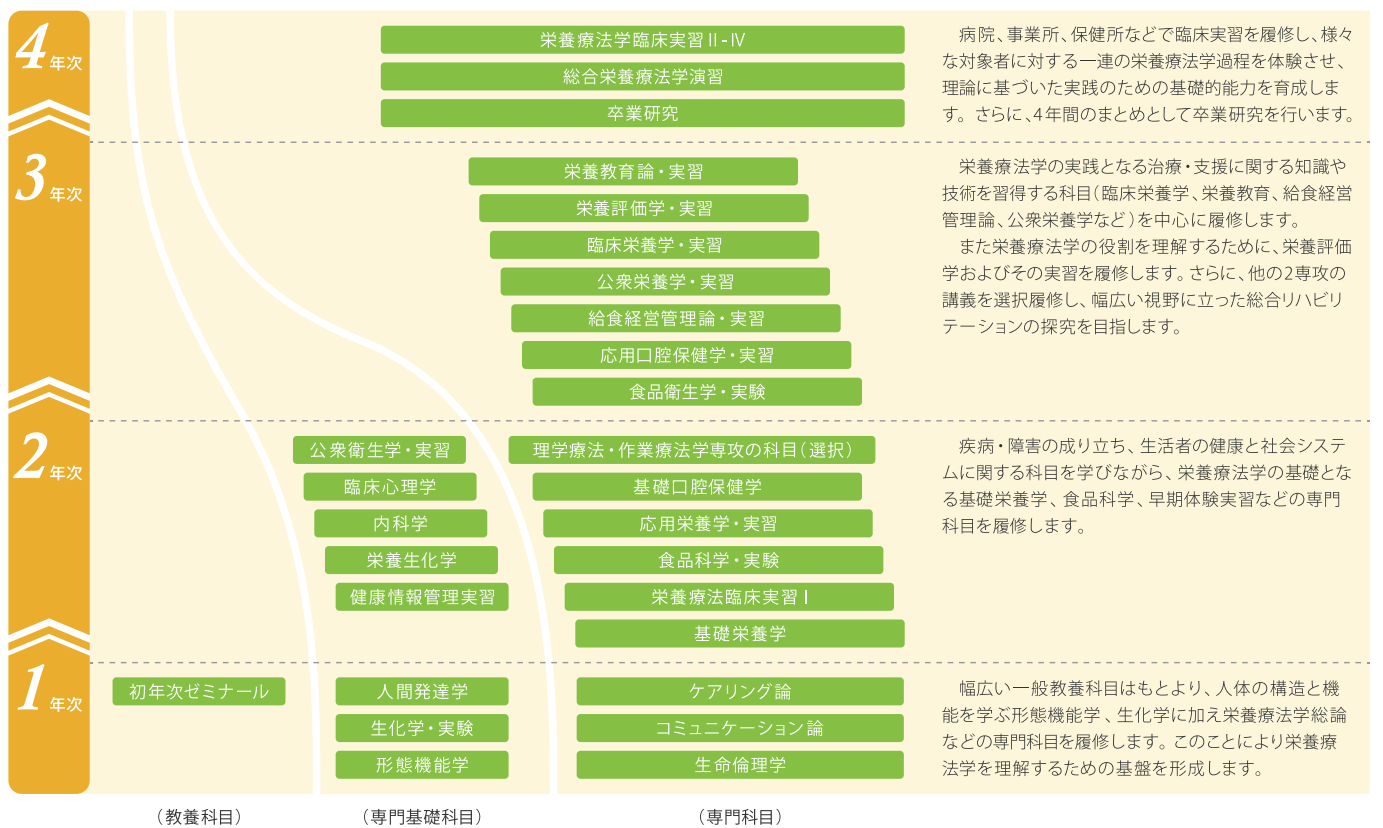 4年次
栄養療法学臨床実習Ⅱ-Ⅳ
総合栄養療法学演習
卒業研究
病院、事業所、保健所などで臨床実習を履修し、様々
な対象者に対する一連の栄養療法学過程を体験させ、
理論に基づいた実践のための基礎的能力を育成しま
す。さらに、4年間のまとめとして卒業研究を行います。
3年次
栄養教育論・実習
栄養評価学・実習
臨床栄養学・実習
公衆栄養学・実習
給食経営管理論・実習
応用口腔保健学・実習
食品衛生学・実験
栄養療法学の実践となる治療・支援に関する知識や
技術を習得する科目（臨床栄養学、栄養教育、給食経営
管理論、公衆栄養学など）を中心に履修します。
また栄養療法学の役割を理解するために、栄養評価
学およびその実習を履修します。さらに、他の2専攻の
講義を選択履修し、幅広い視野に立った総合リハビリ
テーションの探究を目指します。
2年次
公衆衛生学・実習
臨床心理学
内科学
栄養生化学
健康情報管理実習
理学療法・作業療法学専攻の科目（選択）
基礎口腔保健学
応用栄養学・実習
食品科学・実験
栄養療法臨床実習Ⅰ
基礎栄養学
疾病・障害の成り立ち、生活者の健康と社会システ
ムに関する科目を学びながら、栄養療法学の基礎とな
る基礎栄養学、食品科学、早期体験実習などの専門
科目を履修します。
1年次
初年次ゼミナール
人間発達学
生化学・実験
形態機能学
ケアリング論
コミュニケーション論
生命倫理学
幅広い一般教養科目はもとより、人体の構造と機
能を学ぶ形態機能学、生化学に加え栄養療法学総論
などの専門科目を履修します。このことにより栄養療
法学を理解するための基盤を形成します。
（教養科目）
（専門基礎科目）
（専門科目）